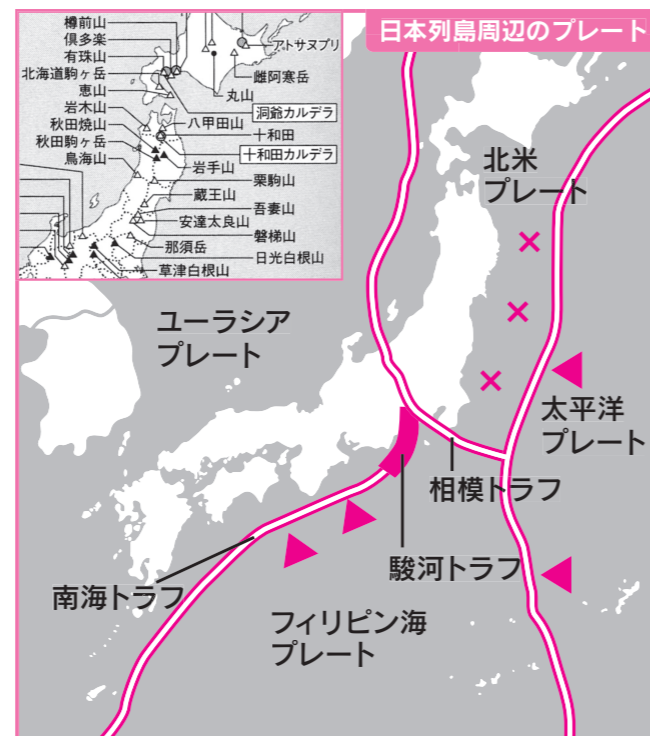 日本列島周辺のプレート
樽前山
倶多楽
有珠山
北海道駒ヶ岳
恵山
岩木山
秋田焼山
秋田駒ヶ岳
鳥海山
アトサヌプリ
雌阿寒岳
丸山
洞爺カルデラ
八甲田山
十和田
十和田カルデラ
岩手山
栗駒山
蔵王山
吾妻山
安達太良山
磐梯山
那須岳
日光白根山
草津白根山
北米
プレート
ユーラシア
プレート
太平洋
プレート
相模トラフ
駿河トラフ
南海トラフ
フィリピン海
プレート